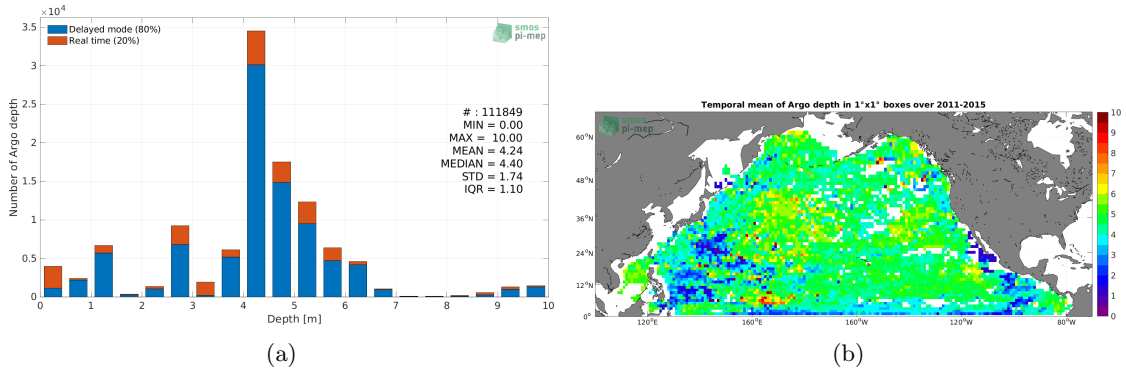 x10⁴
3.5
3
2.5
2
1.5
1
0.5
0
Number of Argo depth
Delayed mode (80%)
Real time (20%)
smos
pi-mep
# : 111849
MIN = 0.00
MAX = 10.00
MEAN = 4.24
MEDIAN = 4.40
STD = 1.74
IQR = 1.10
1 2 3 4 5 6 7 8 9 10
Depth [m]
(a)
Temporal mean of Argo depth in 1°x1° boxes over 2011-2015
smos
pi-mep
60°N
48°N
36°N
24°N
12°N
0°
120°E 160°E 160°W 120°W 80°W
10
9
8
7
6
5
4
3
2
1
0
(b)